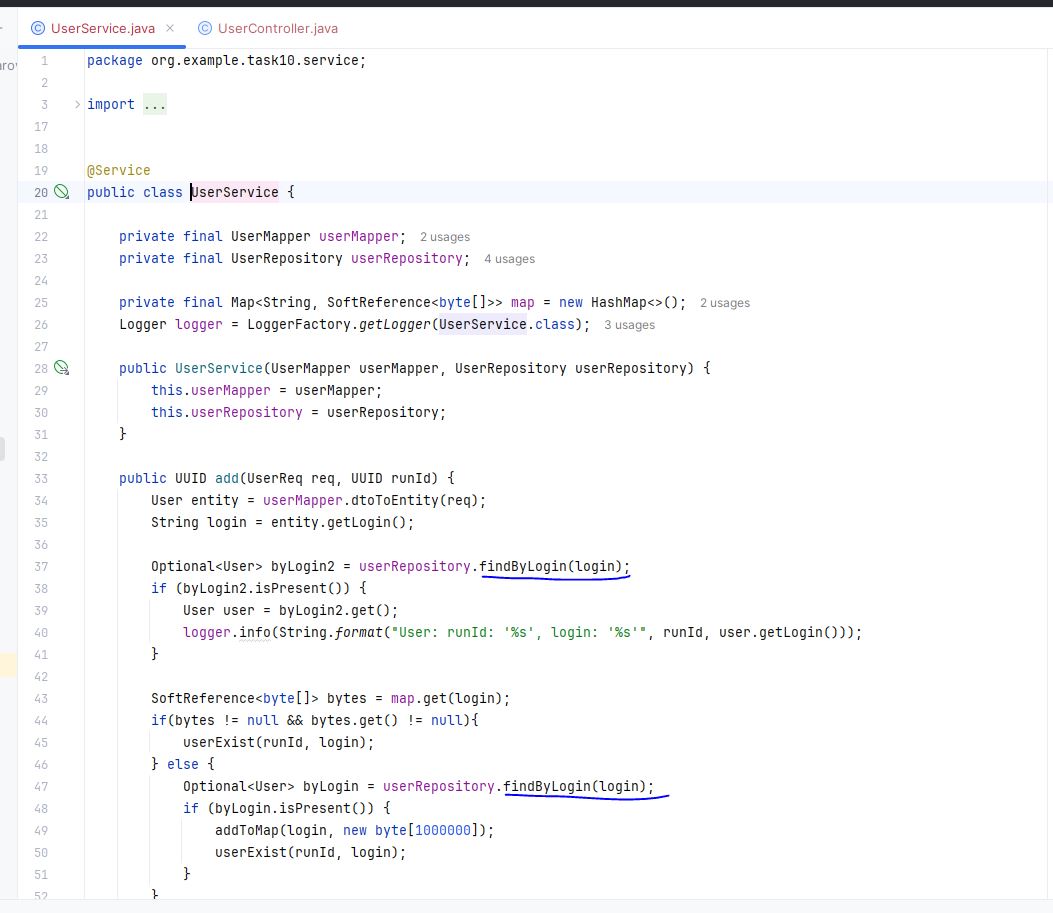 UserService.java × UserController.java
arov
1 package org.example.task10.service;
2
3 import ...
17
18
19 @Service
20 public class UserService {
21
22 private final UserMapper userMapper; 2 usages
23 private final UserRepository userRepository; 4 usages
24
25 private final Map<String, SoftReference<byte[]>> map = new HashMap<>(); 2 usages
26 Logger logger = LoggerFactory.getLogger(UserService.class); 3 usages
27
28 public UserService(UserMapper userMapper, UserRepository userRepository) {
29 this.userMapper = userMapper;
30 this.userRepository = userRepository;
31 }
32
33 public UUID add(UserReq req, UUID runId) {
34 User entity = userMapper.dtoToEntity(req);
35 String login = entity.getLogin();
36
37 Optional<User> byLogin2 = userRepository.findByLogin(login);
38 if (byLogin2.isPresent()) {
39 User user = byLogin2.get();
40 logger.info(String.format("User: runId: '%s', login: '%s'", runId, user.getLogin()));
41 }
42
43 SoftReference<byte[]> bytes = map.get(login);
44 if(bytes != null && bytes.get() != null){
45 userExist(runId, login);
46 } else {
47 Optional<User> byLogin = userRepository.findByLogin(login);
48 if (byLogin.isPresent()) {
49 addToMap(login, new byte[1000000]);
50 userExist(runId, login);
51 }
52 }